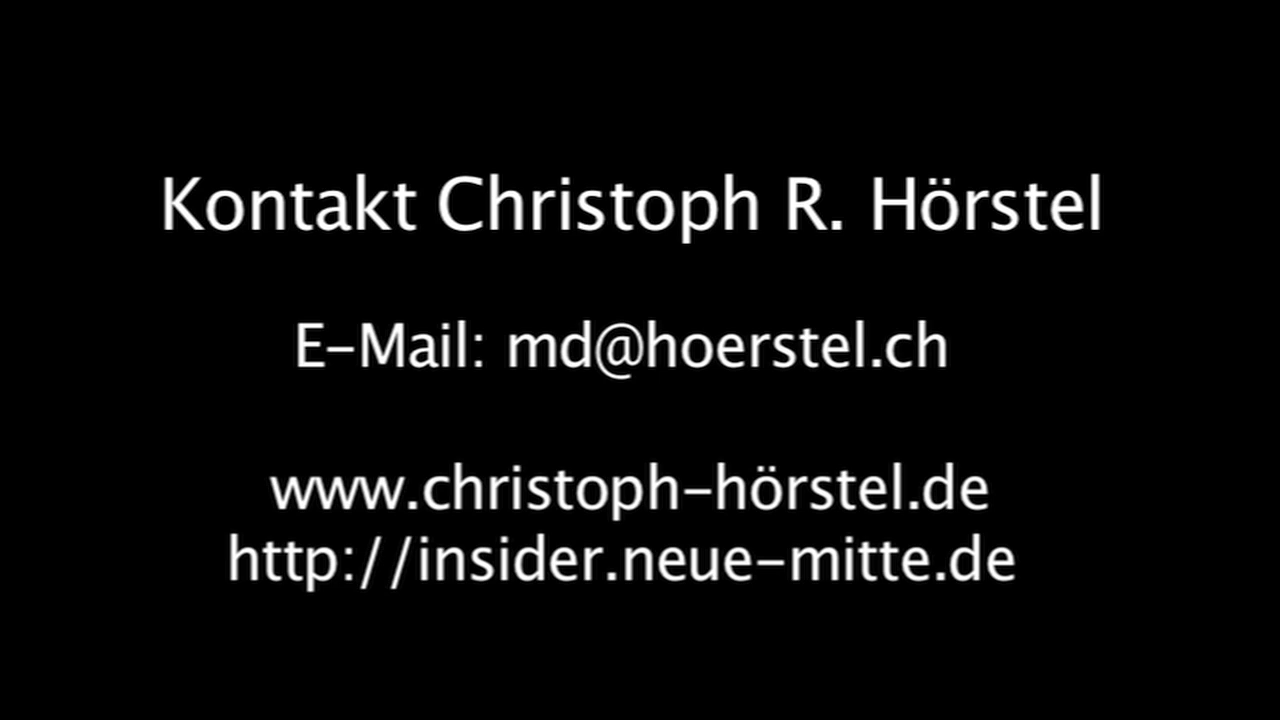 Kontakt Christoph R. Hörstel
E-Mail: md@hoerstel.ch
www.christoph-hörstel.de
http://insider.neue-mitte.de